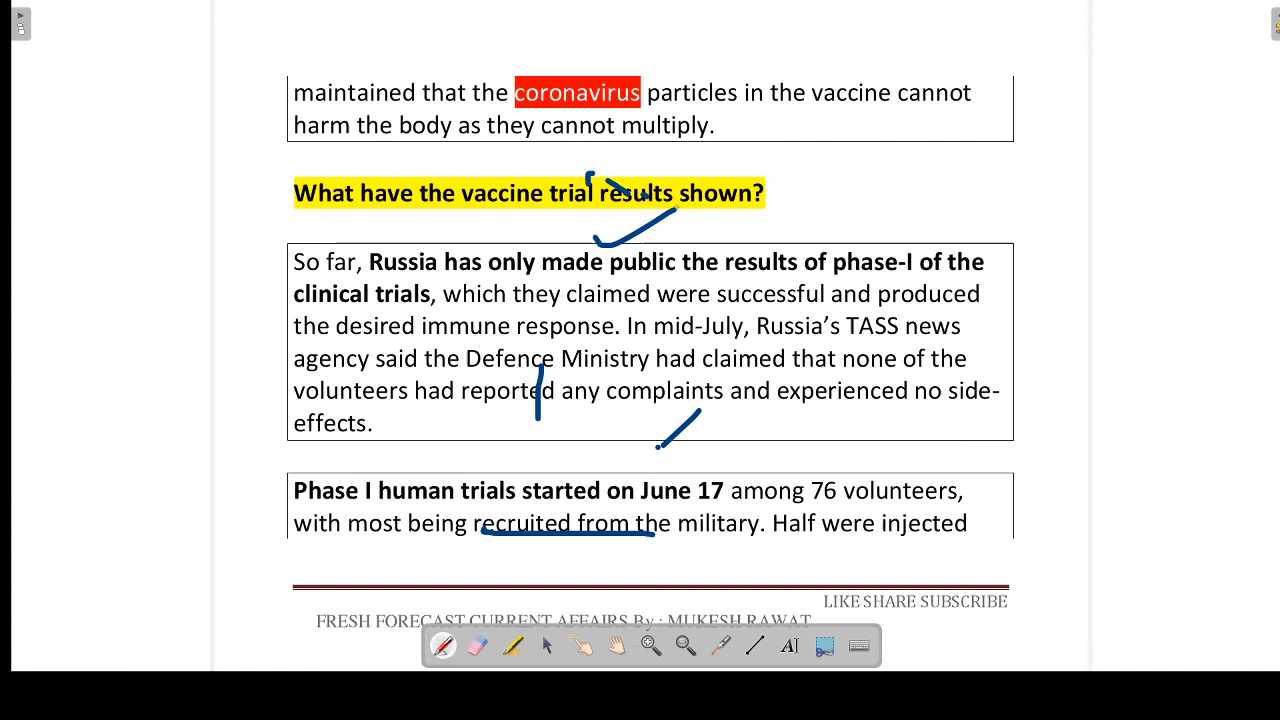 maintained that the coronavirus particles in the vaccine cannot
harm the body as they cannot multiply.
What have the vaccine trial results shown?
So far, Russia has only made public the results of phase-I of the
clinical trials, which they claimed were successful and produced
the desired immune response. In mid-July, Russia’s TASS news
agency said the Defence Ministry had claimed that none of the
volunteers had reported any complaints and experienced no side-
effects.
Phase I human trials started on June 17 among 76 volunteers,
with most being recruited from the military. Half were injected
LIKE SHARE SUBSCRIBE
FRESH FORECAST CURRENT AFFAIRS By : MUKESH RAWAT